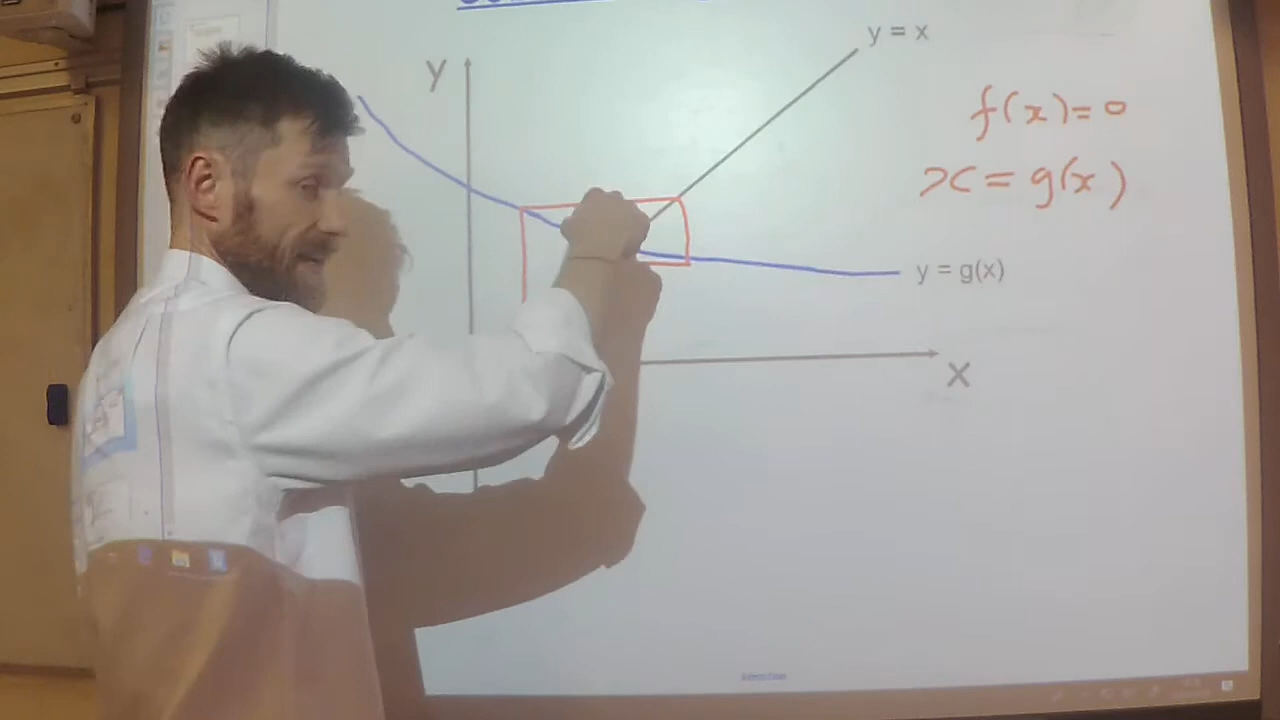 y = x
y
f(x)=0
x = g(x)
y = g(x)
x